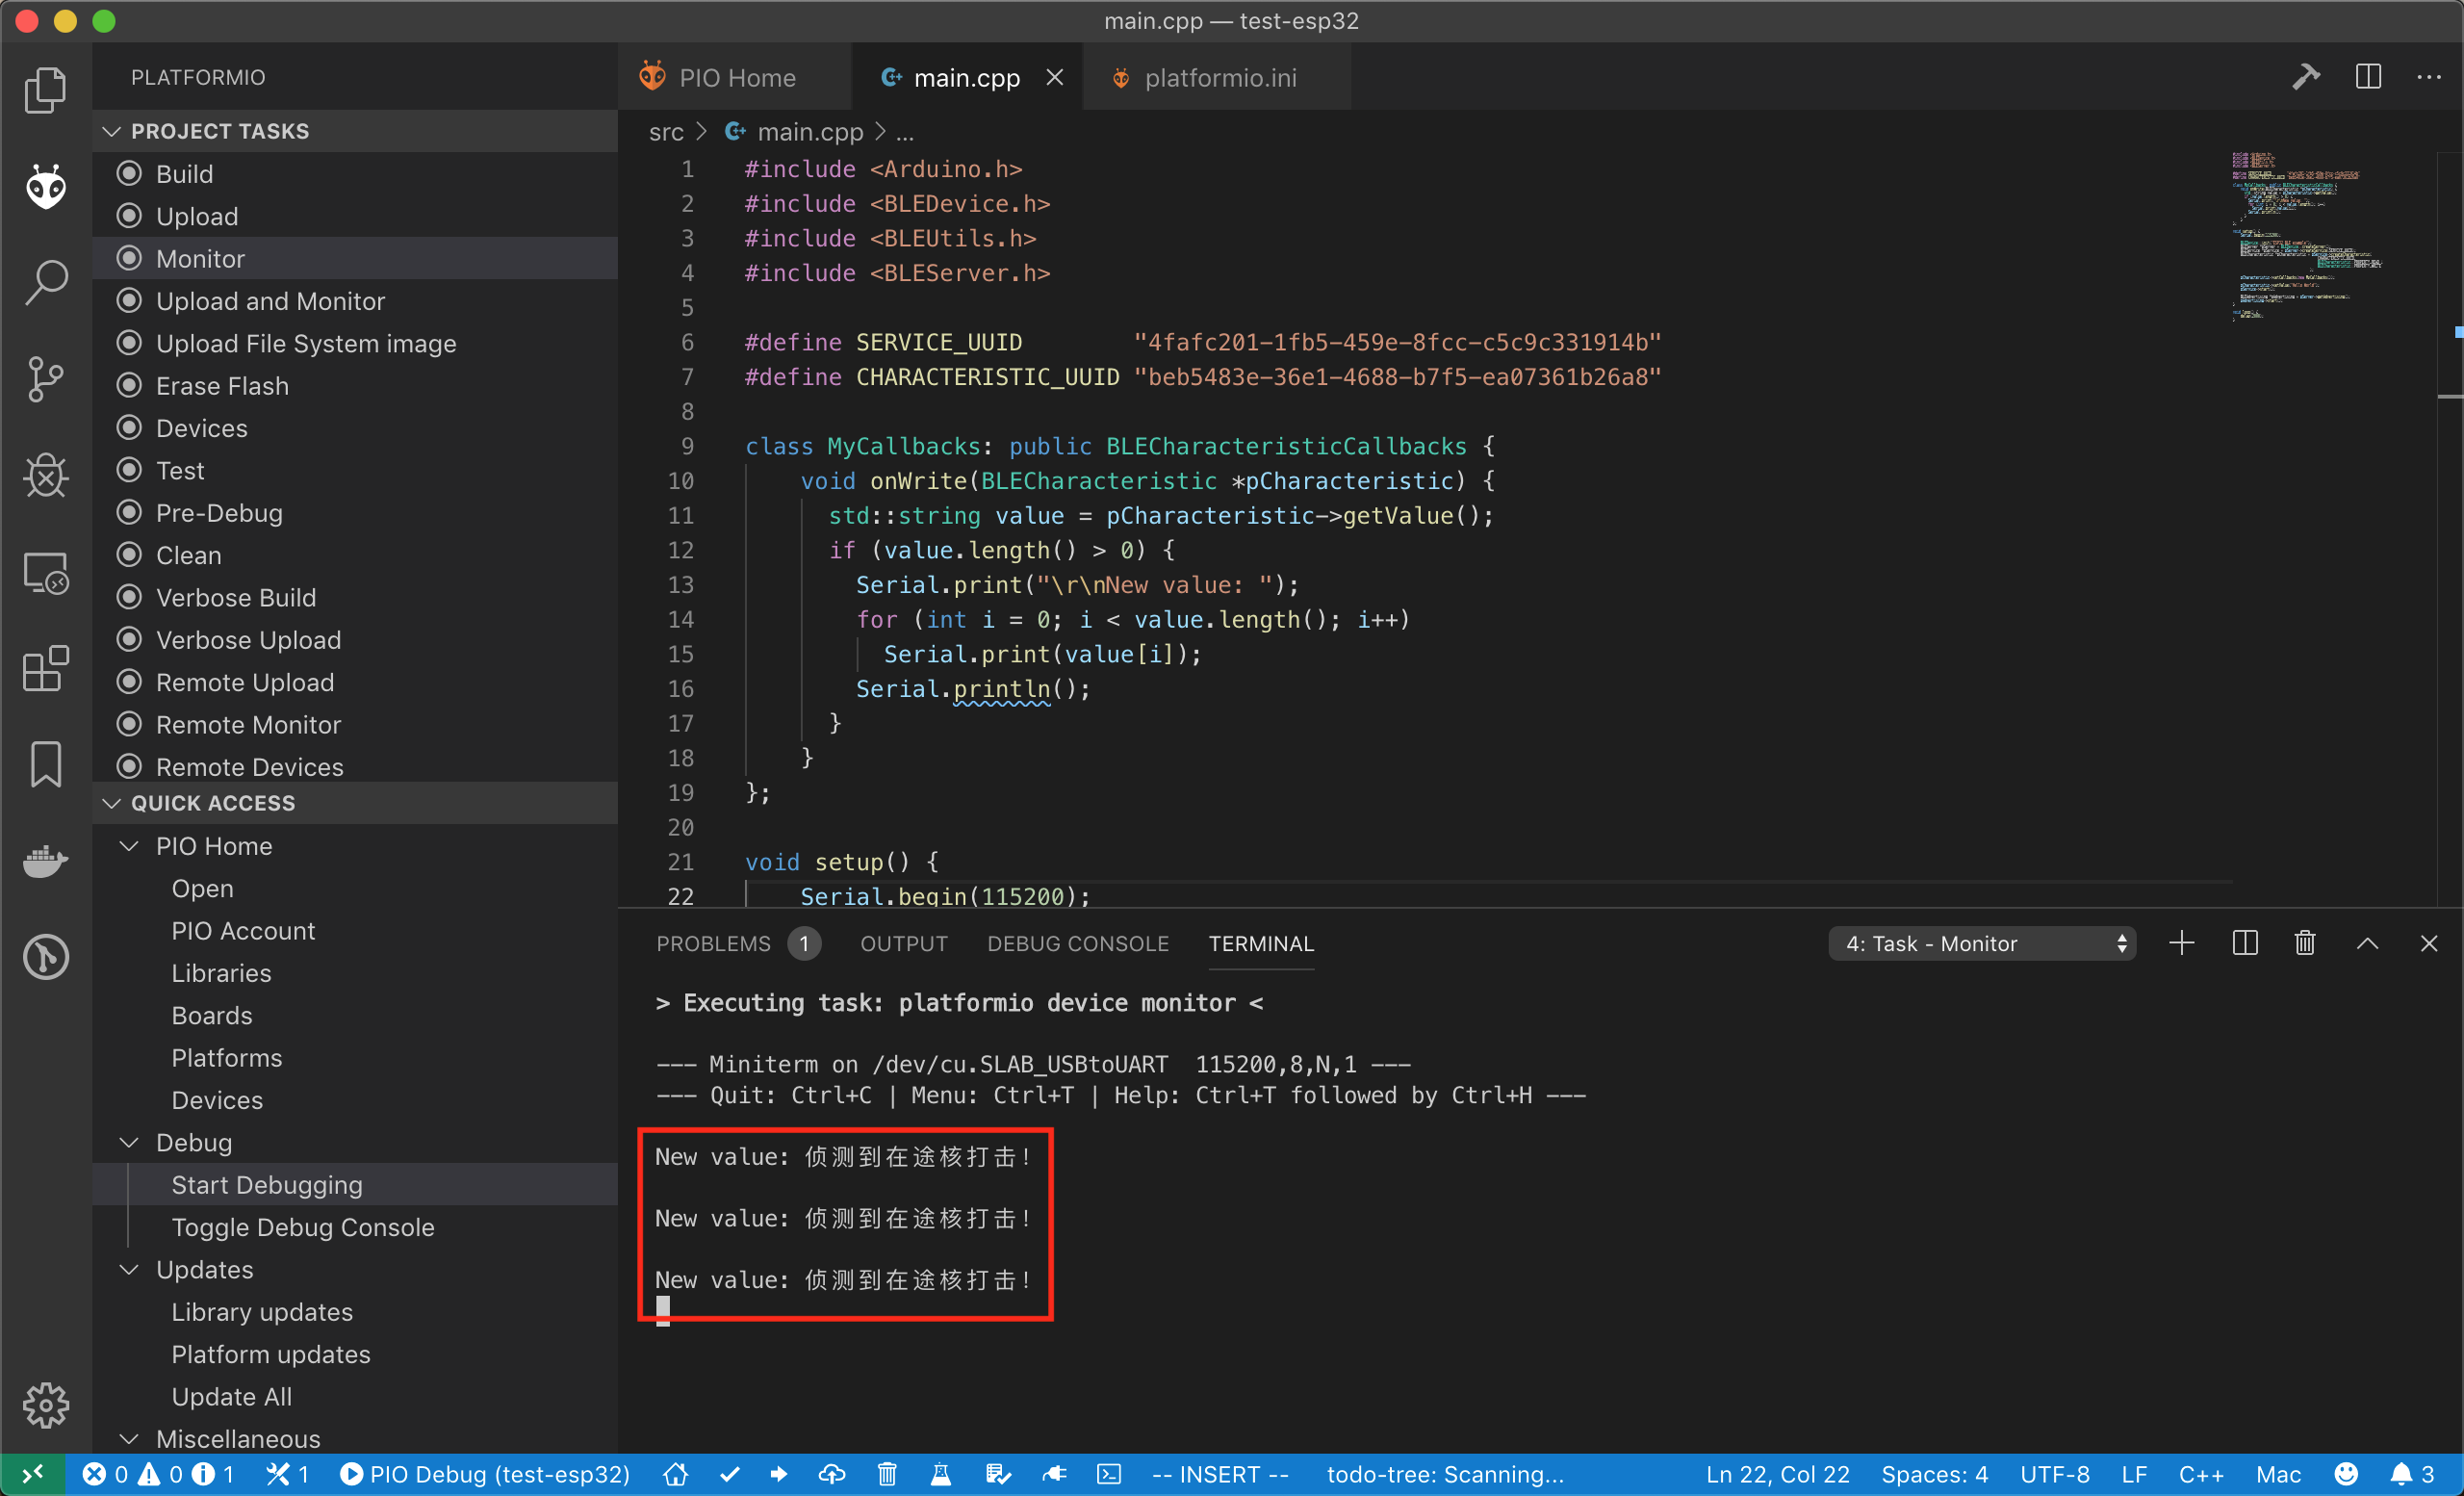 main.cpp — test-esp32
PLATFORMIO
PIO Home
main.cpp
platformio.ini
PROJECT TASKS
Build
Upload
Monitor
Upload and Monitor
Upload File System image
Erase Flash
Devices
Test
Pre-Debug
Clean
Verbose Build
Verbose Upload
Remote Upload
Remote Monitor
Remote Devices
QUICK ACCESS
PIO Home
Open
PIO Account
Libraries
Boards
Platforms
Devices
Debug
Start Debugging
Toggle Debug Console
Updates
Library updates
Platform updates
Update All
Miscellaneous
src > main.cpp > ...
1 #include <Arduino.h>
2 #include <BLEDevice.h>
3 #include <BLEUtils.h>
4 #include <BLEServer.h>
5
6 #define SERVICE_UUID        "4fafc201-1fb5-459e-8fcc-c5c9c331914b"
7 #define CHARACTERISTIC_UUID "beb5483e-36e1-4688-b7f5-ea07361b26a8"
8
9 class MyCallbacks: public BLECharacteristicCallbacks {
10     void onWrite(BLECharacteristic *pCharacteristic) {
11       std::string value = pCharacteristic->getValue();
12       if (value.length() > 0) {
13         Serial.print("\r\nNew value: ");
14         for (int i = 0; i < value.length(); i++)
15           Serial.print(value[i]);
16         Serial.println();
17       }
18     }
19 };
20
21 void setup() {
22     Serial.begin(115200);
PROBLEMS 1 OUTPUT DEBUG CONSOLE TERMINAL 4: Task - Monitor
> Executing task: platformio device monitor <
--- Miniterm on /dev/cu.SLAB_USBtoUART  115200,8,N,1 ---
--- Quit: Ctrl+C | Menu: Ctrl+T | Help: Ctrl+T followed by Ctrl+H ---
New value: 侦测到在途核打击！
New value: 侦测到在途核打击！
New value: 侦测到在途核打击！
0 0 1 1 PIO Debug (test-esp32) -- INSERT -- todo-tree: Scanning... Ln 22, Col 22 Spaces: 4 UTF-8 LF C++ Mac 3